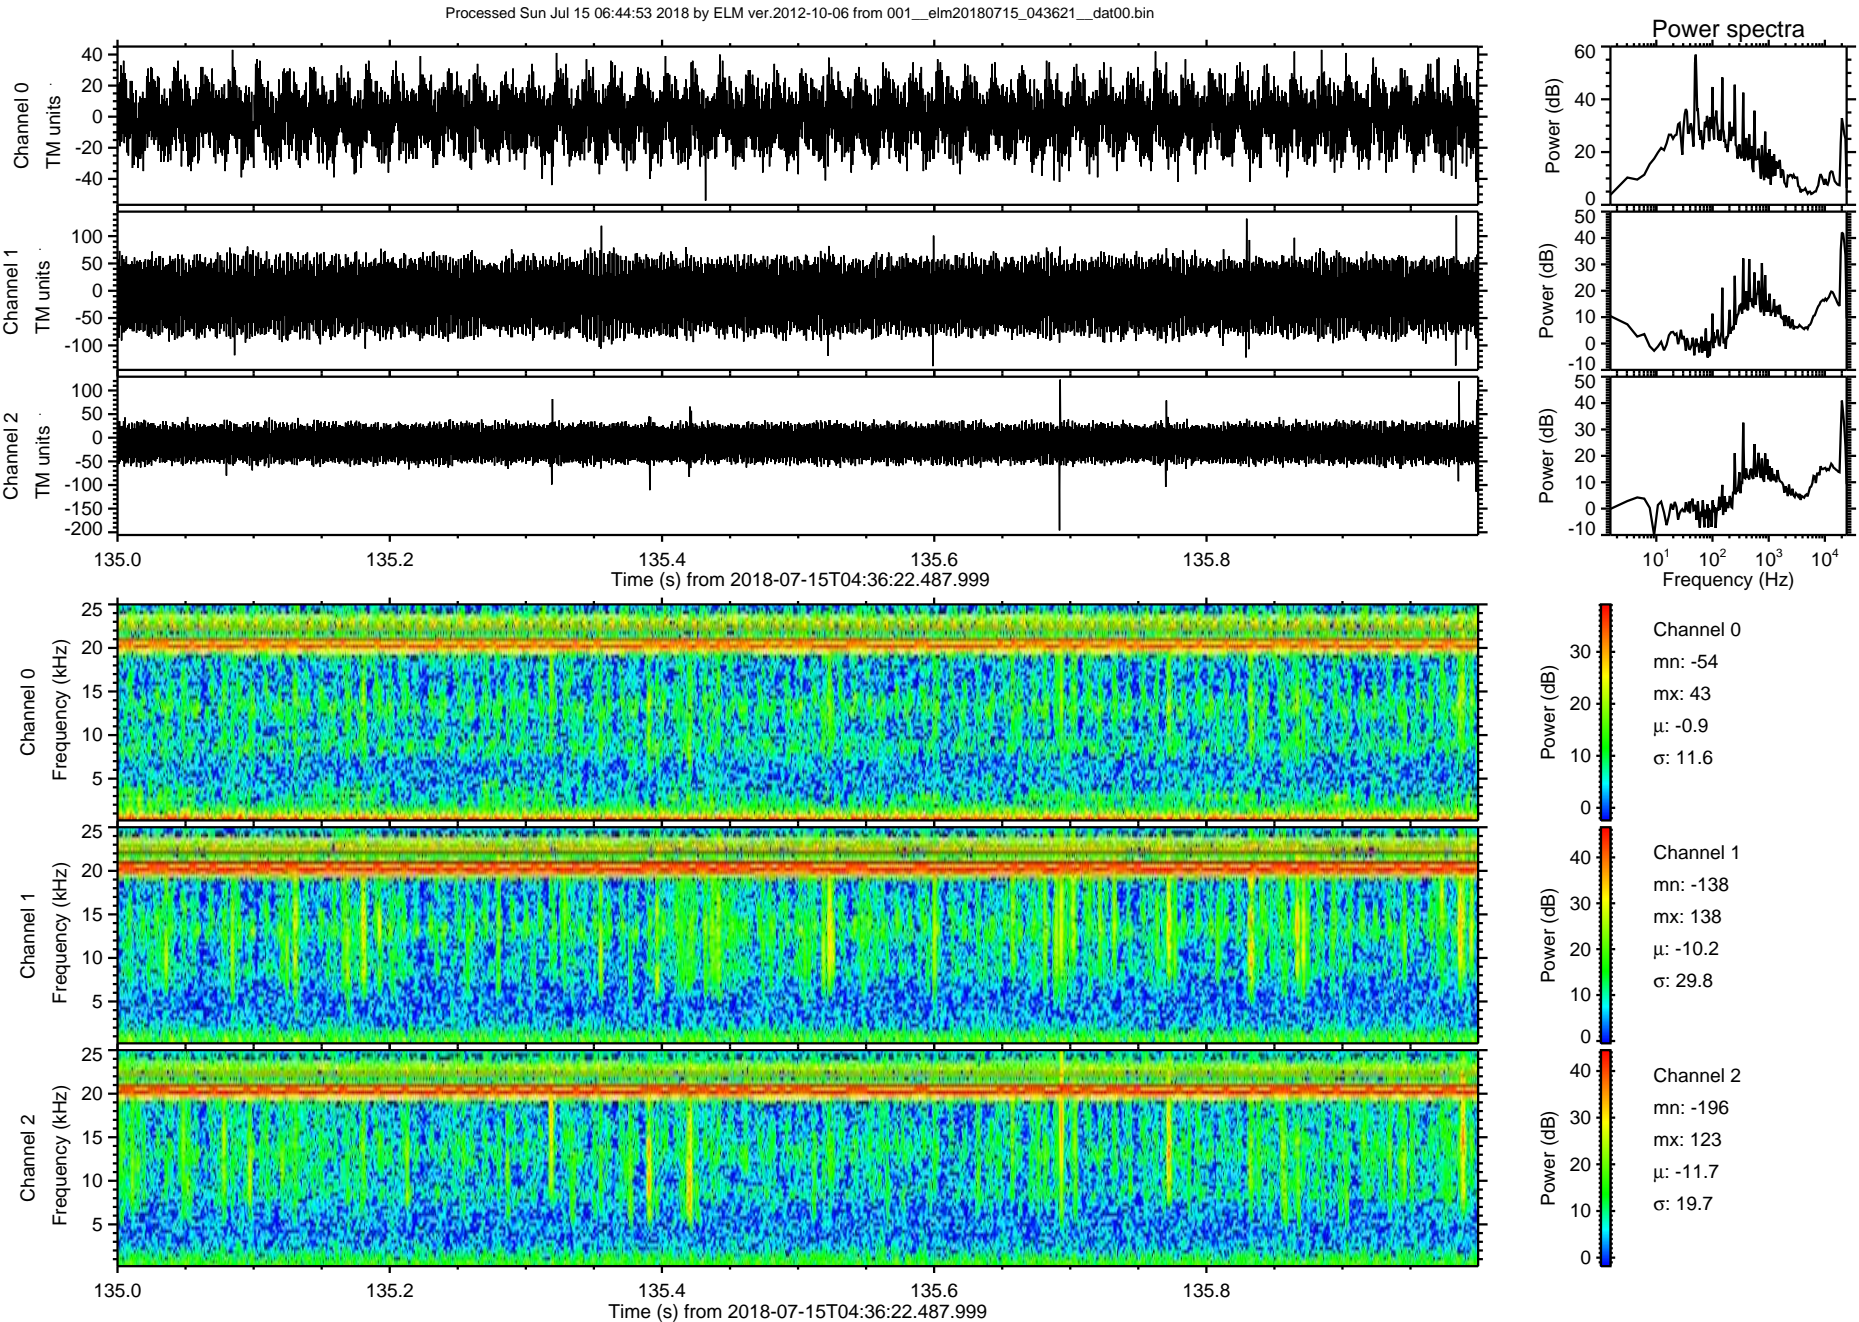 Processed Sun Jul 15 06:44:53 2018 by ELM ver.2012-10-06 from 001__elm20180715_043621__dat00.bin
Power spectra
Channel 0
TM units
40
20
0
-20
-40
Power (dB)
60
40
20
0
Channel 1
TM units
100
50
0
-50
-100
Power (dB)
50
40
30
20
10
0
-10
Channel 2
TM units
100
50
0
-50
-100
-150
-200
Power (dB)
50
40
30
20
10
0
-10
135.0 135.2 135.4 135.6 135.8
Time (s) from 2018-07-15T04:36:22.487.999
10^1 10^2 10^3 10^4
Frequency (Hz)
Channel 0
Frequency (kHz)
25
20
15
10
5
Power (dB)
30
20
10
0
Channel 0
mn: -54
mx: 43
μ: -0.9
σ: 11.6
Channel 1
Frequency (kHz)
25
20
15
10
5
Power (dB)
40
30
20
10
0
Channel 1
mn: -138
mx: 138
μ: -10.2
σ: 29.8
Channel 2
Frequency (kHz)
25
20
15
10
5
Power (dB)
40
30
20
10
0
Channel 2
mn: -196
mx: 123
μ: -11.7
σ: 19.7
135.0 135.2 135.4 135.6 135.8
Time (s) from 2018-07-15T04:36:22.487.999